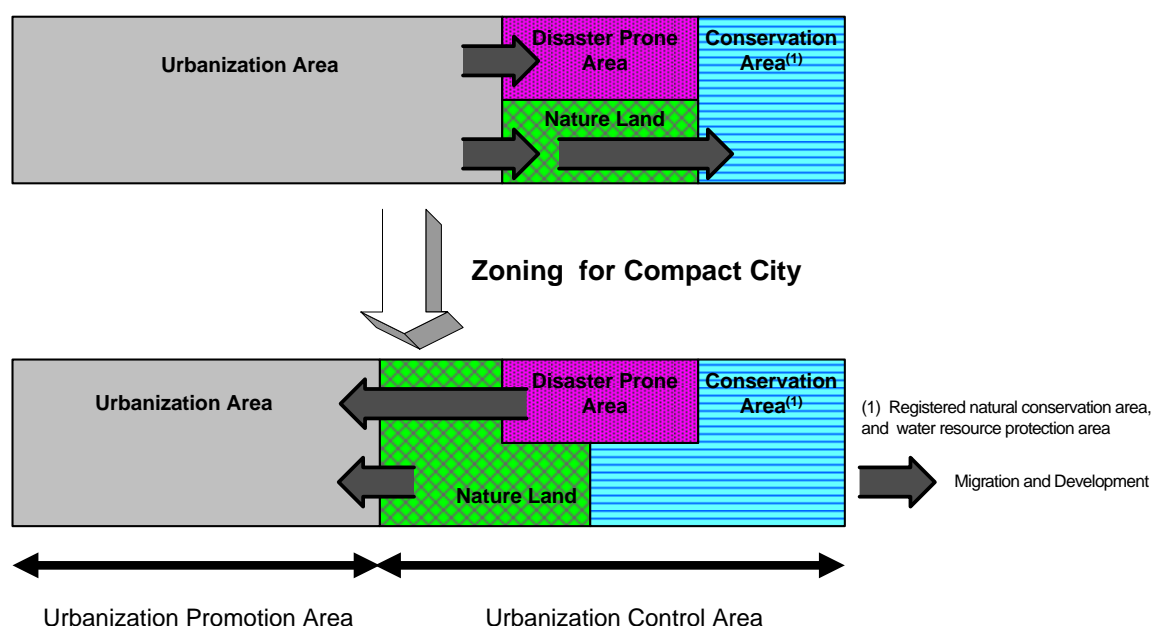 Urbanization Area
Disaster Prone
Area
Conservation
Area(1)
Nature Land
Zoning for Compact City
Urbanization Area
Disaster Prone
Area
Conservation
Area(1)
Nature Land
(1) Registered natural conservation area,
and water resource protection area
Migration and Development
Urbanization Promotion Area
Urbanization Control Area